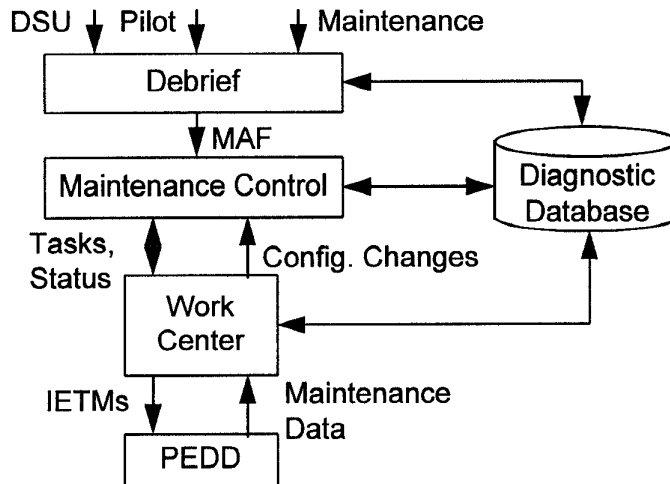 DSU Pilot Maintenance
Debrief
MAF
Maintenance Control
Diagnostic
Database
Tasks,
Status
Config. Changes
Work
Center
IETMs
Maintenance
Data
PEDD